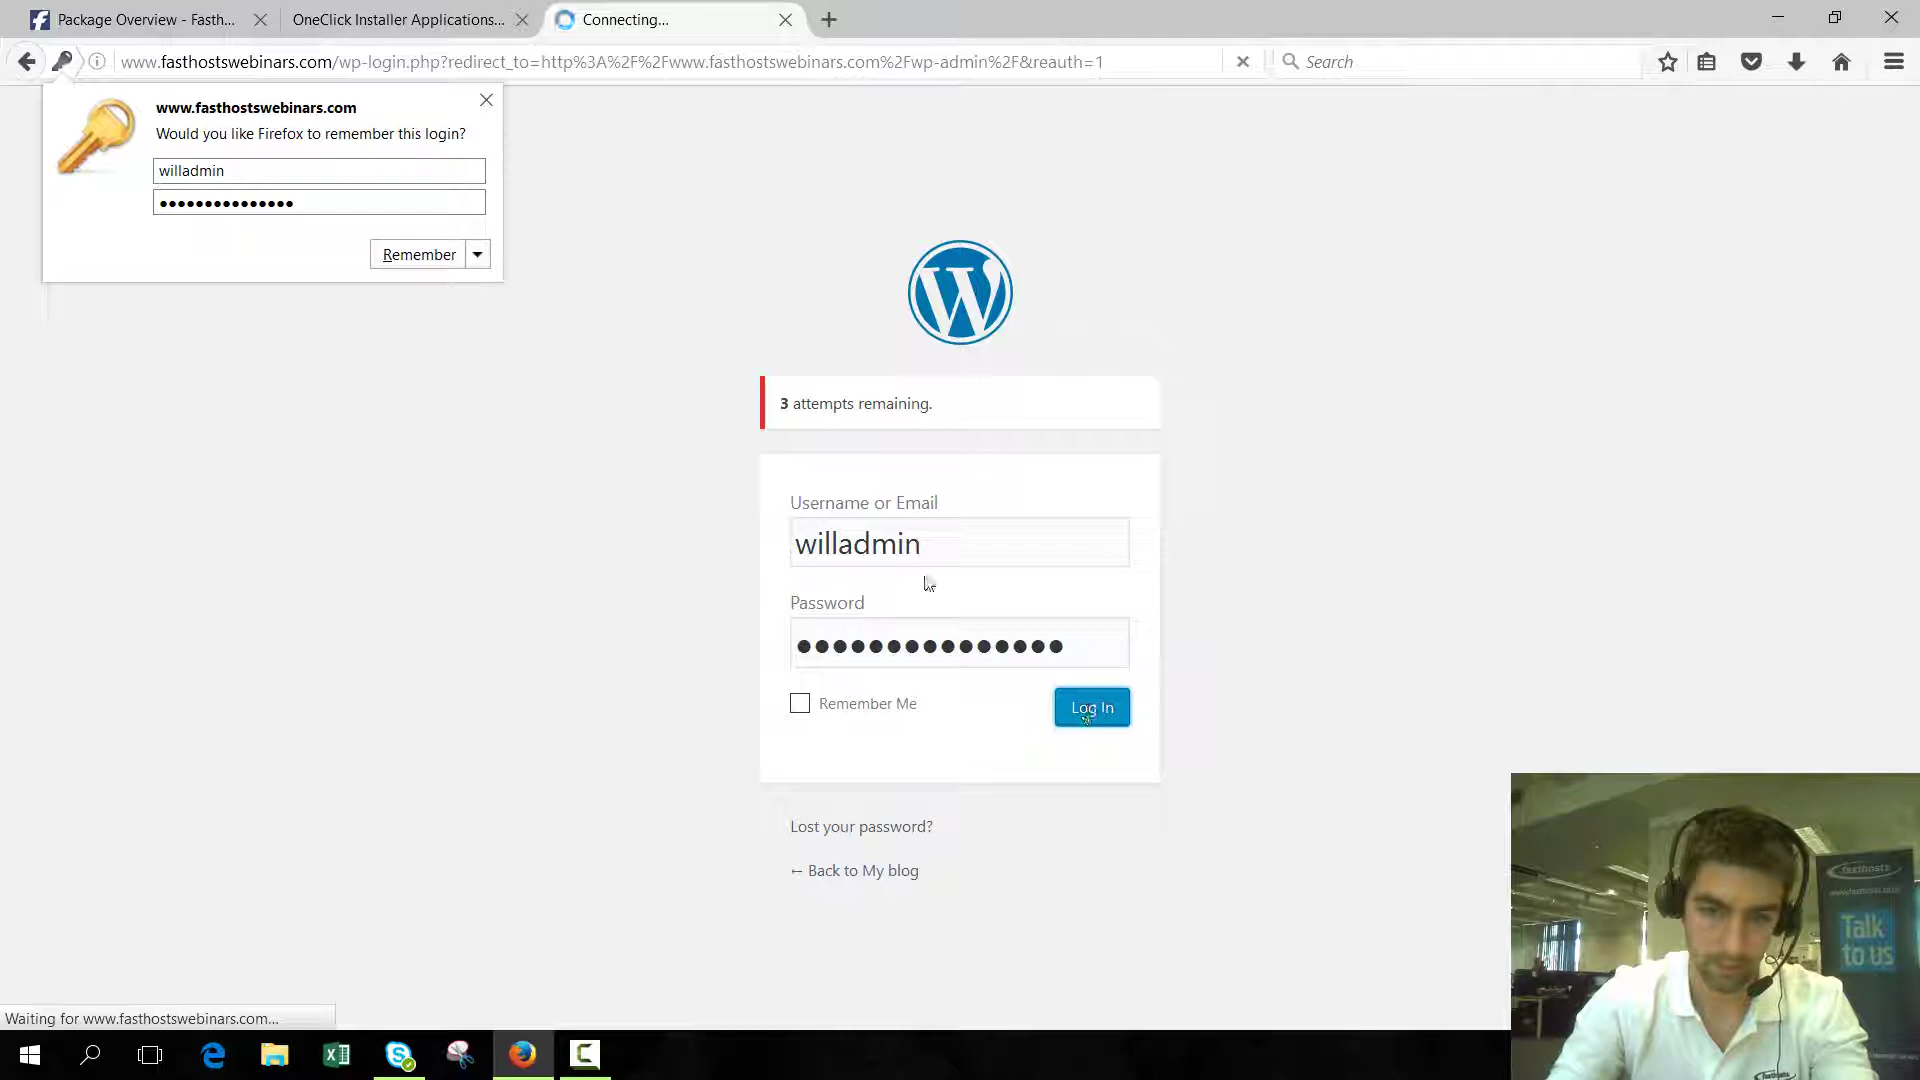 Package Overview - Fasth...
OneClick Installer Applications...
Connecting...
www.fasthostswebinars.com/wp-login.php?redirect_to=http%3A%2F%2Fwww.fasthostswebinars.com%2Fwp-admin%2F&reauth=1
Search
www.fasthostswebinars.com
Would you like Firefox to remember this login?
willadmin
Remember
3 attempts remaining.
Username or Email
willadmin
Password
Remember Me
Log In
Lost your password?
← Back to My blog
fasthosts
Talk
to us
Waiting for www.fasthostswebinars.com...